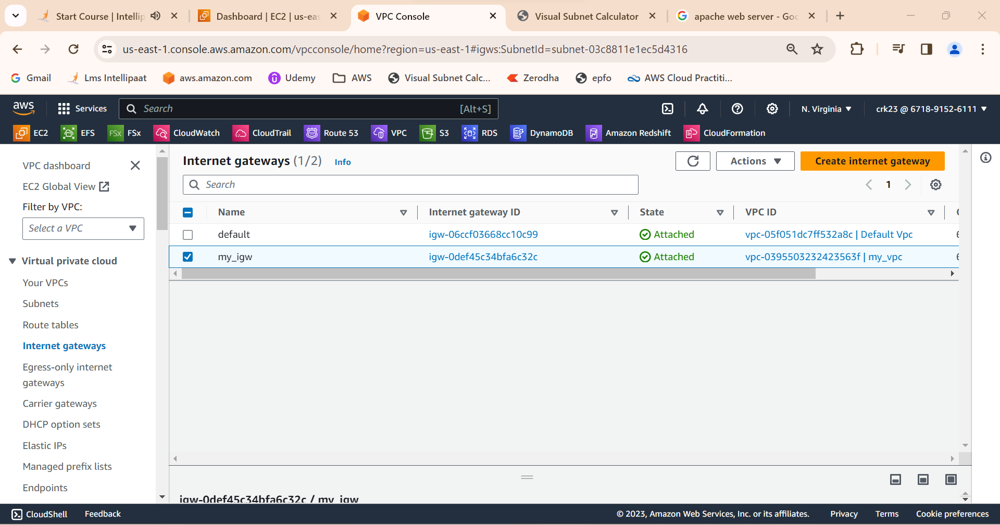 Start Course | Intellip
Dashboard | EC2 | us-eas
VPC Console
Visual Subnet Calculator
apache web server - Goo
us-east-1.console.aws.amazon.com/vpcconsole/home?region=us-east-1#igws:SubnetId=subnet-03c8811e1ec5d4316
Gmail
Lms Intellipaat
aws.amazon.com
Udemy
AWS
Visual Subnet Calc...
Zerodha
epfo
AWS Cloud Practiti...
aws
Services
Search
[Alt+S]
N. Virginia
crk23 @ 6718-9152-6111
EC2
EFS
FSx
FSx
CloudWatch
CloudTrail
53
Route 53
VPC
S3
RDS
DynamoDB
Amazon Redshift
CloudFormation
VPC dashboard
EC2 Global View
Filter by VPC:
Select a VPC
Virtual private cloud
Your VPCs
Subnets
Route tables
Internet gateways
Egress-only internet
gateways
Carrier gateways
DHCP option sets
Elastic IPs
Managed prefix lists
Endpoints
Internet gateways (1/2)
Info
Actions
Create internet gateway
Search
1
Name
Internet gateway ID
State
VPC ID
default
igw-06ccf03668cc10c99
Attached
vpc-05f051dc7ff532a8c | Default Vpc
my_igw
igw-0def45c34bfa6c32c
Attached
vpc-0395503232423563f | my_vpc
igw-0def45c34bfa6c32c / my_igw
CloudShell
Feedback
© 2023, Amazon Web Services, Inc. or its affiliates.
Privacy
Terms
Cookie preferences